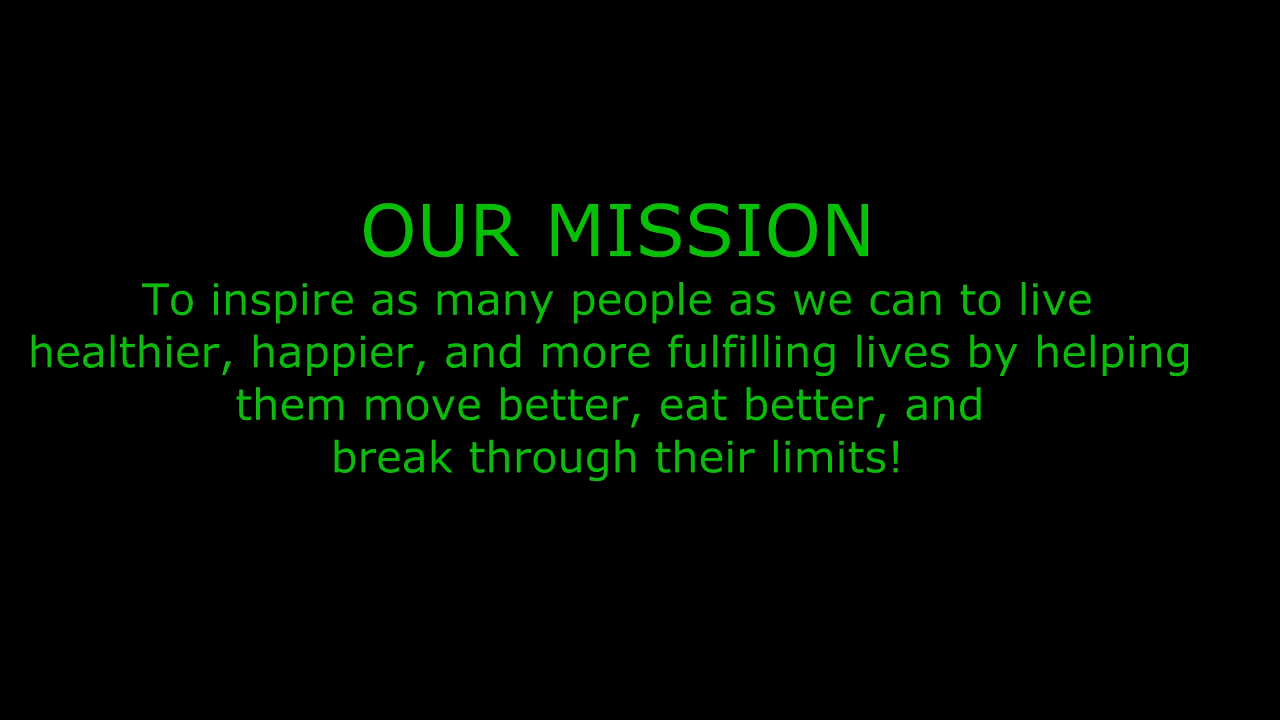 OUR MISSION
To inspire as many people as we can to live
healthier, happier, and more fulfilling lives by helping
them move better, eat better, and
break through their limits!